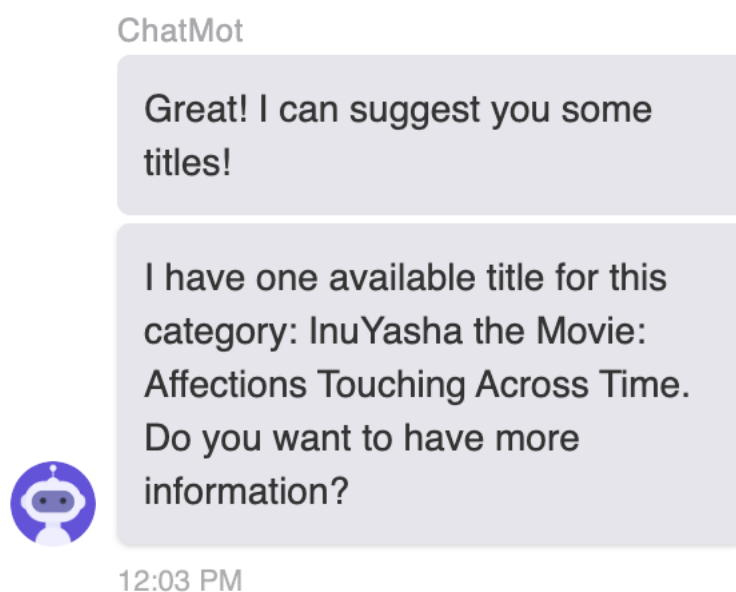 ChatMot
Great! I can suggest you some
titles!
I have one available title for this
category: InuYasha the Movie:
Affections Touching Across Time.
Do you want to have more
information?
12:03 PM